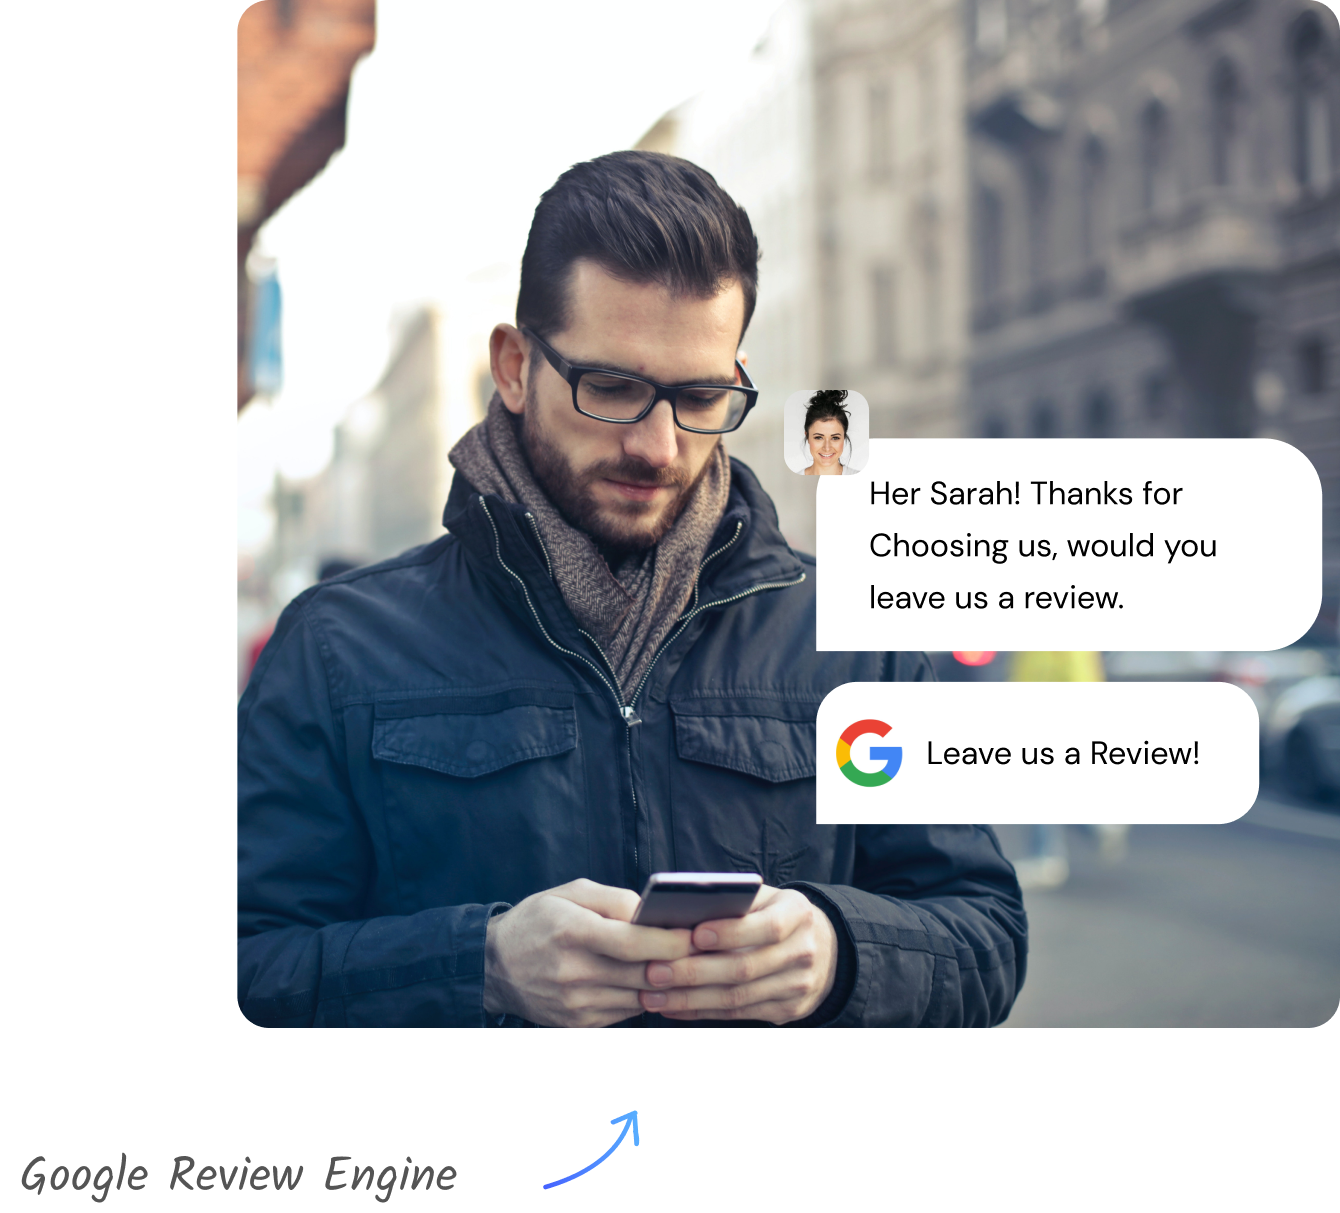 Her Sarah! Thanks for
Choosing us, would you
leave us a review.
Leave us a Review!
Google Review Engine